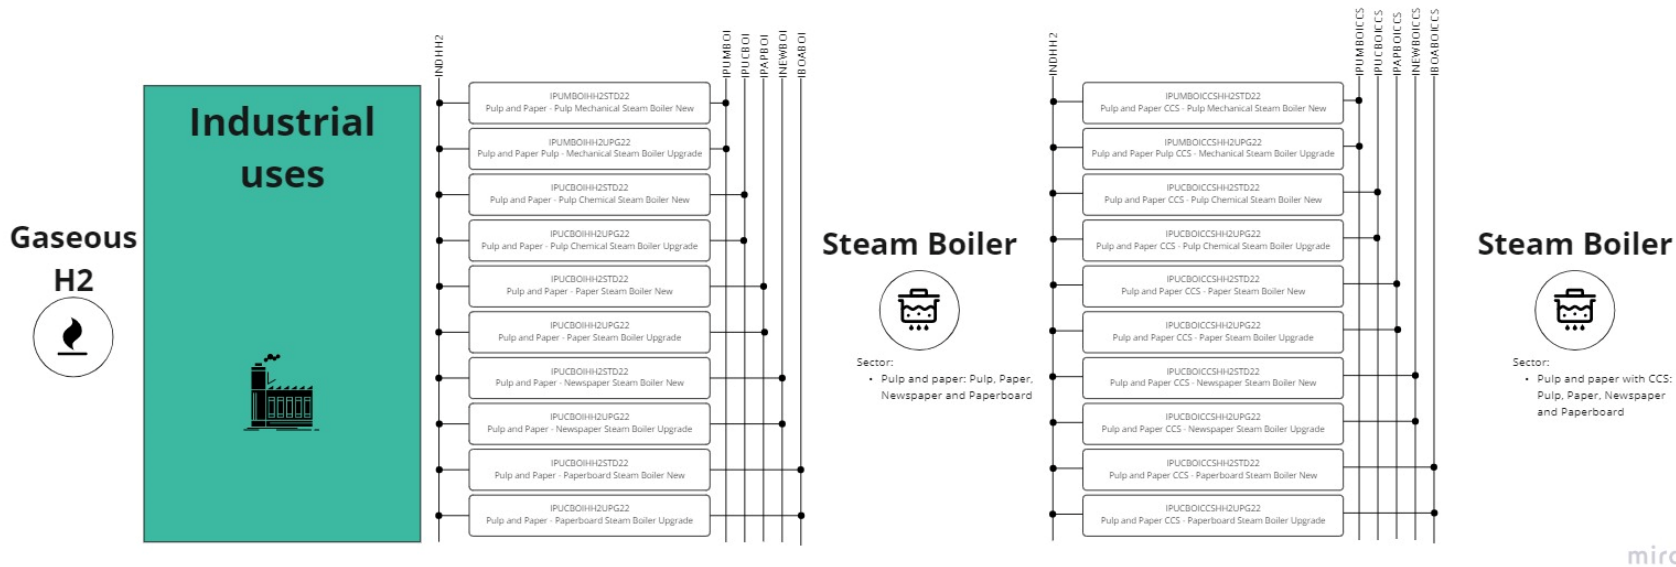 Gaseous
H2
Industrial
uses
INDHH2
IPUMBOI
IPUCBOI
IPAPBOI
INEWBOI
IBOABOI
IPUMBOIHH2STD22
Pulp and Paper - Pulp Mechanical Steam Boiler New
IPUMBOIHH2UPG22
Pulp and Paper Pulp - Mechanical Steam Boiler Upgrade
IPUCBOIHH2STD22
Pulp and Paper - Pulp Chemical Steam Boiler New
IPUCBOIHH2UPG22
Pulp and Paper - Pulp Chemical Steam Boiler Upgrade
IPUCBOIHH2STD22
Pulp and Paper - Paper Steam Boiler New
IPUCBOIHH2UPG22
Pulp and Paper - Paper Steam Boiler Upgrade
IPUCBOIHH2STD22
Pulp and Paper - Newspaper Steam Boiler New
IPUCBOIHH2UPG22
Pulp and Paper - Newspaper Steam Boiler Upgrade
IPUCBOIHH2STD22
Pulp and Paper - Paperboard Steam Boiler New
IPUCBOIHH2UPG22
Pulp and Paper - Paperboard Steam Boiler Upgrade
Steam Boiler
Sector:
• Pulp and paper: Pulp, Paper,
Newspaper and Paperboard
INDHH2
IPUMBOICCS
IPUCBOICCS
IPAPBOICCS
INEWBOICCS
IBOABOICCS
IPUMBOICCSHH2STD22
Pulp and Paper CCS - Pulp Mechanical Steam Boiler New
IPUMBOICCSHH2UPG22
Pulp and Paper Pulp CCS - Mechanical Steam Boiler Upgrade
IPUCBOICCSHH2STD22
Pulp and Paper CCS - Pulp Chemical Steam Boiler New
IPUCBOICCSHH2UPG22
Pulp and Paper CCS - Pulp Chemical Steam Boiler Upgrade
IPUCBOICCSHH2STD22
Pulp and Paper CCS - Paper Steam Boiler New
IPUCBOICCSHH2UPG22
Pulp and Paper CCS - Paper Steam Boiler Upgrade
IPUCBOICCSHH2STD22
Pulp and Paper CCS - Newspaper Steam Boiler New
IPUCBOICCSHH2UPG22
Pulp and Paper CCS - Newspaper Steam Boiler Upgrade
IPUCBOICCSHH2STD22
Pulp and Paper CCS - Paperboard Steam Boiler New
IPUCBOICCSHH2UPG22
Pulp and Paper CCS - Paperboard Steam Boiler Upgrade
Steam Boiler
Sector:
• Pulp and paper with CCS:
Pulp, Paper, Newspaper
and Paperboard
miro